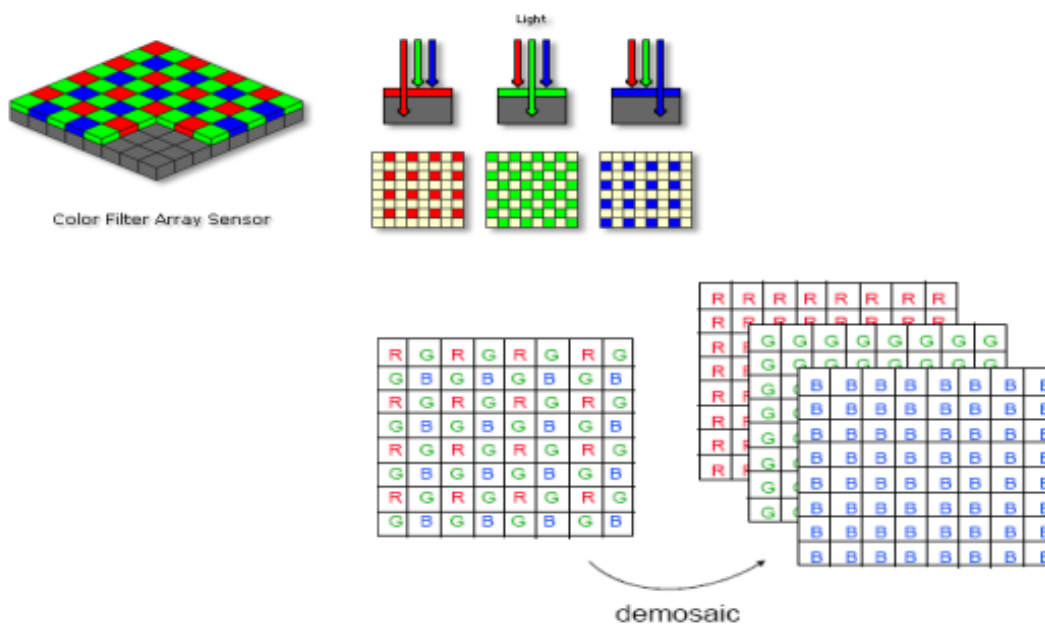 Light
Color Filter Array Sensor
R G R G R G R G
G B G B G B G B
R G R G R G R G
G B G B G B G B
R G R G R G R G
G B G B G B G B
R G R G R G R G
G B G B G B G B
R R R R R R R R
R R R R R R R R
R R
R R
R R
R R
R R
R R
G G G G G G G G
G G G G G G G G
G
G
G
G
G
G
B B B B B B B B
B B B B B B B B
B B B B B B B B
B B B B B B B B
B B B B B B B B
B B B B B B B B
B B B B B B B B
B B B B B B B B
demosaic